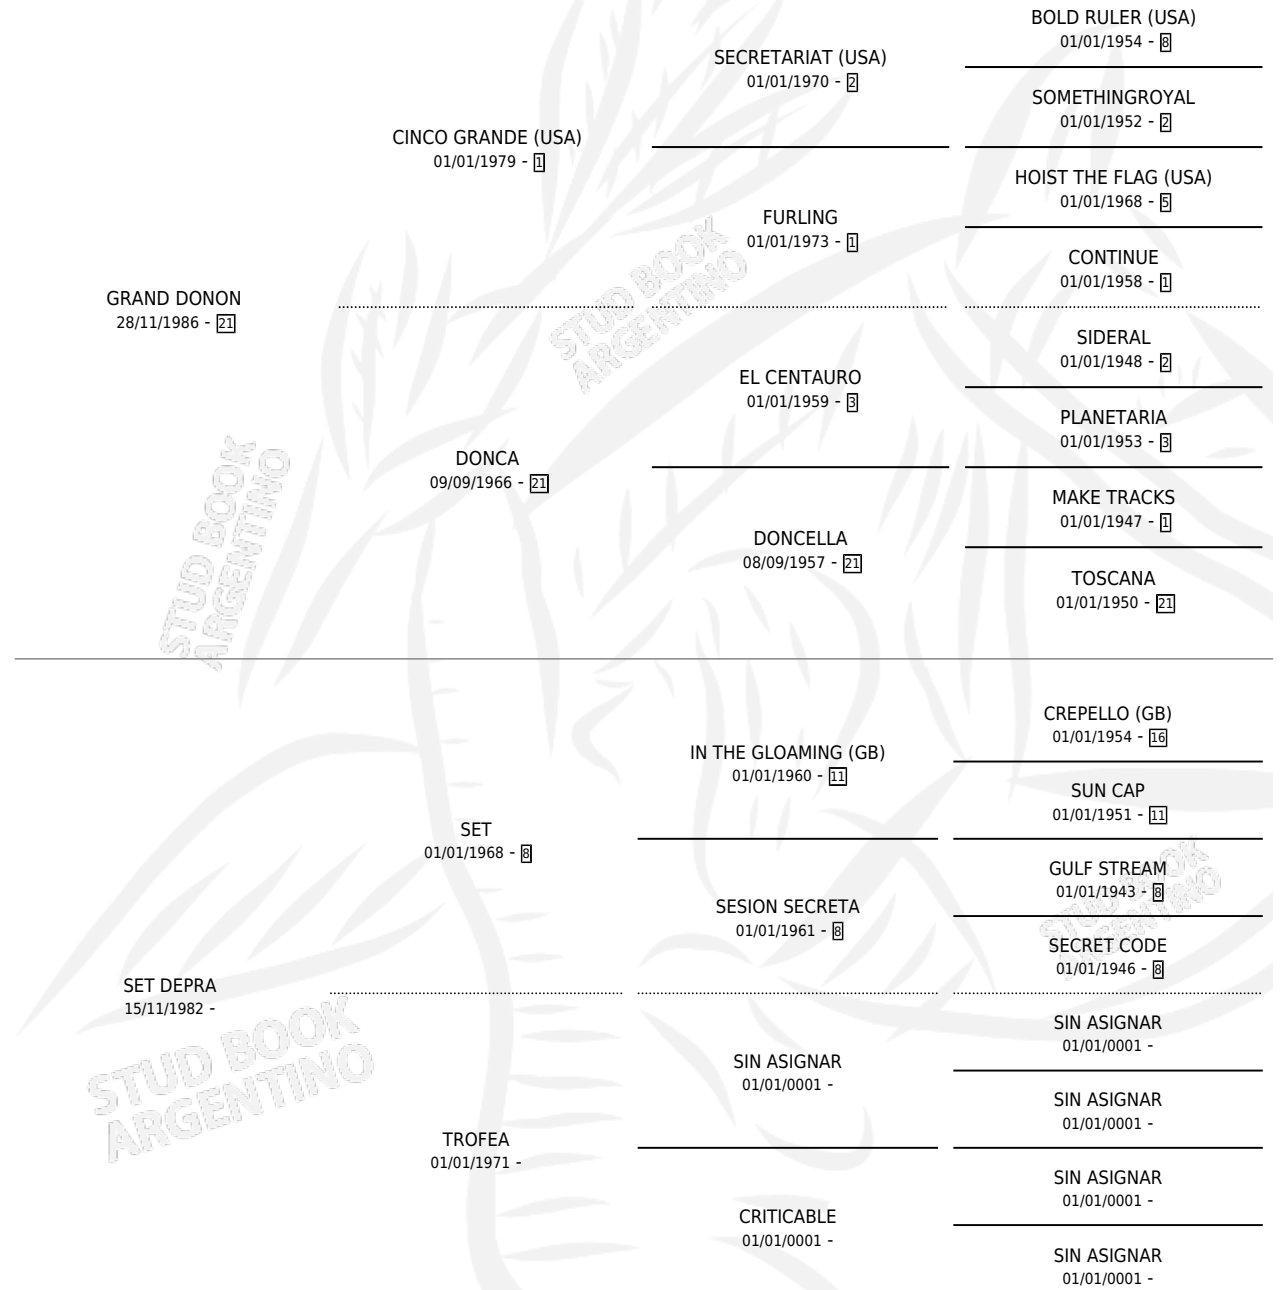 BOLD RULER (USA)
01/01/1954 - 8
SECRETARIAT (USA)
01/01/1970 - 2
SOMETHINGROYAL
01/01/1952 - 2
CINCO GRANDE (USA)
01/01/1979 - 1
HOIST THE FLAG (USA)
01/01/1968 - 5
FURLING
01/01/1973 - 1
CONTINUE
01/01/1958 - 1
GRAND DONON
28/11/1986 - 21
SIDERAL
01/01/1948 - 2
EL CENTAURO
01/01/1959 - 3
PLANETARIA
01/01/1953 - 3
DONCA
09/09/1966 - 21
MAKE TRACKS
01/01/1947 - 1
DONCELLA
08/09/1957 - 21
TOSCANA
01/01/1950 - 21
STUD BOOK
ARGENTINO
STUD BOOK
ARGENTINO
CREPELLO (GB)
01/01/1954 - 16
IN THE GLOAMING (GB)
01/01/1960 - 11
SUN CAP
01/01/1951 - 11
SET
01/01/1968 - 8
GULF STREAM
01/01/1943 - 8
SESION SECRETA
01/01/1961 - 8
SECRET CODE
01/01/1946 - 8
SET DEPRA
15/11/1982 -
SIN ASIGNAR
01/01/0001 -
SIN ASIGNAR
01/01/0001 -
SIN ASIGNAR
01/01/0001 -
TROFEA
01/01/1971 -
SIN ASIGNAR
01/01/0001 -
CRITICABLE
01/01/0001 -
SIN ASIGNAR
01/01/0001 -
STUD BOOK
ARGENTINO
STUD BOOK
ARGENTINO